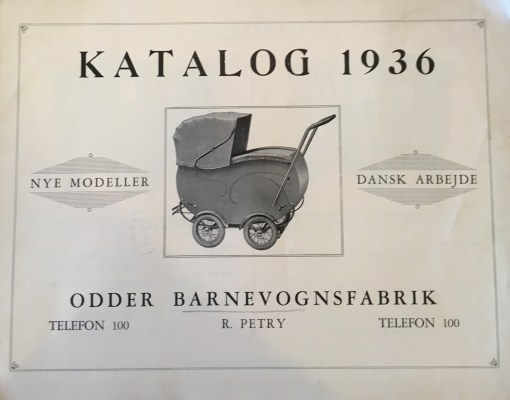 KATALOG 1936
NYE MODELLER
DANSK ARBEJDE
ODDER BARNEVOGNSFABRIK
TELEFON 100
R. PETRY
TELEFON 100